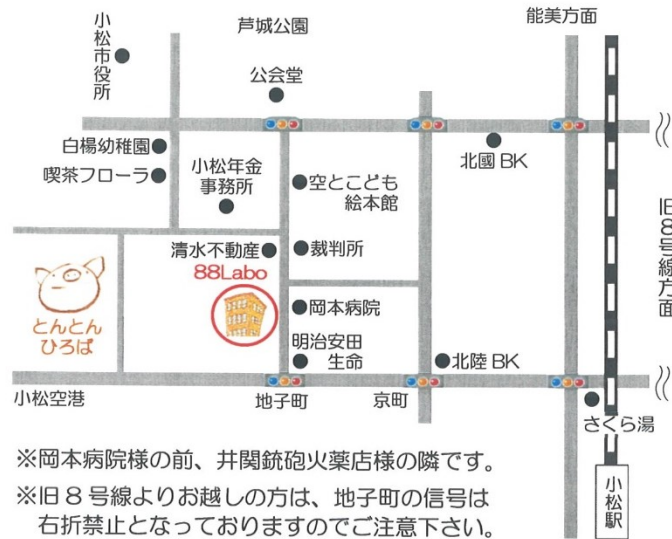 芦城公園
能美方面
小松市役所
公会堂
白楊幼稚園
喫茶フローラ
小松年金
事務所
空とこども
絵本館
北國 BK
旧8号線方面
清水不動産
裁判所
88Labo
岡本病院
とんとん
ひろば
明治安田
生命
北陸 BK
小松空港
地子町
京町
さくら湯
小松駅
※岡本病院様の前、井関銃砲火薬店様の隣です。
※旧8号線よりお越しの方は、地子町の信号は
右折禁止となっておりますのでご注意下さい。